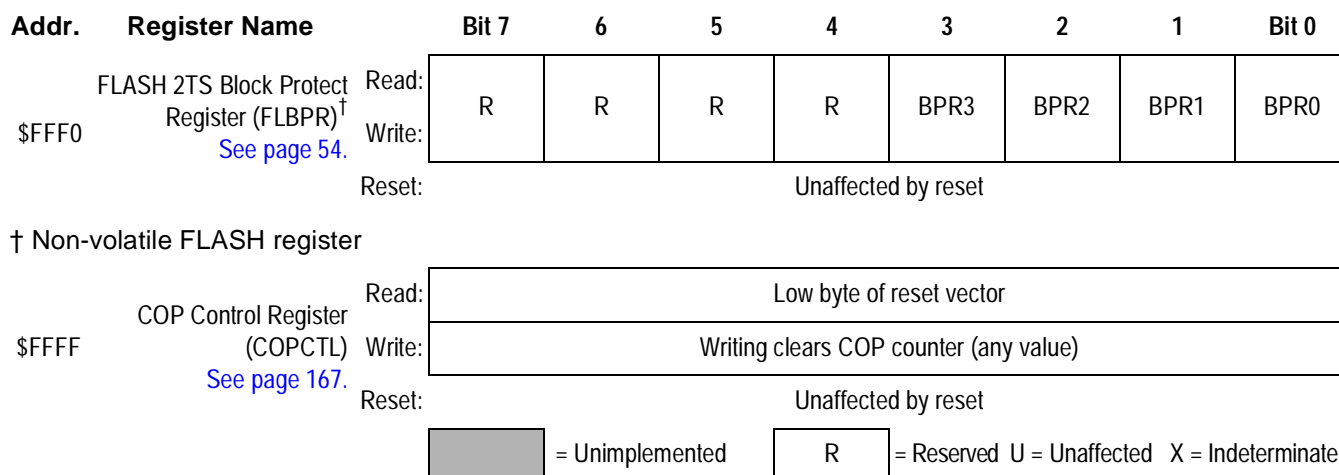 Addr. Register Name Bit 7 6 5 4 3 2 1 Bit 0
$FFF0 FLASH 2TS Block Protect Register (FLBPR)† See page 54. Read: Write: R R R R BPR3 BPR2 BPR1 BPR0
Reset: Unaffected by reset
† Non-volatile FLASH register
$FFFF COP Control Register (COPCTL) See page 167. Read: Low byte of reset vector
Write: Writing clears COP counter (any value)
Reset: Unaffected by reset
= Unimplemented R = Reserved U = Unaffected X = Indeterminate